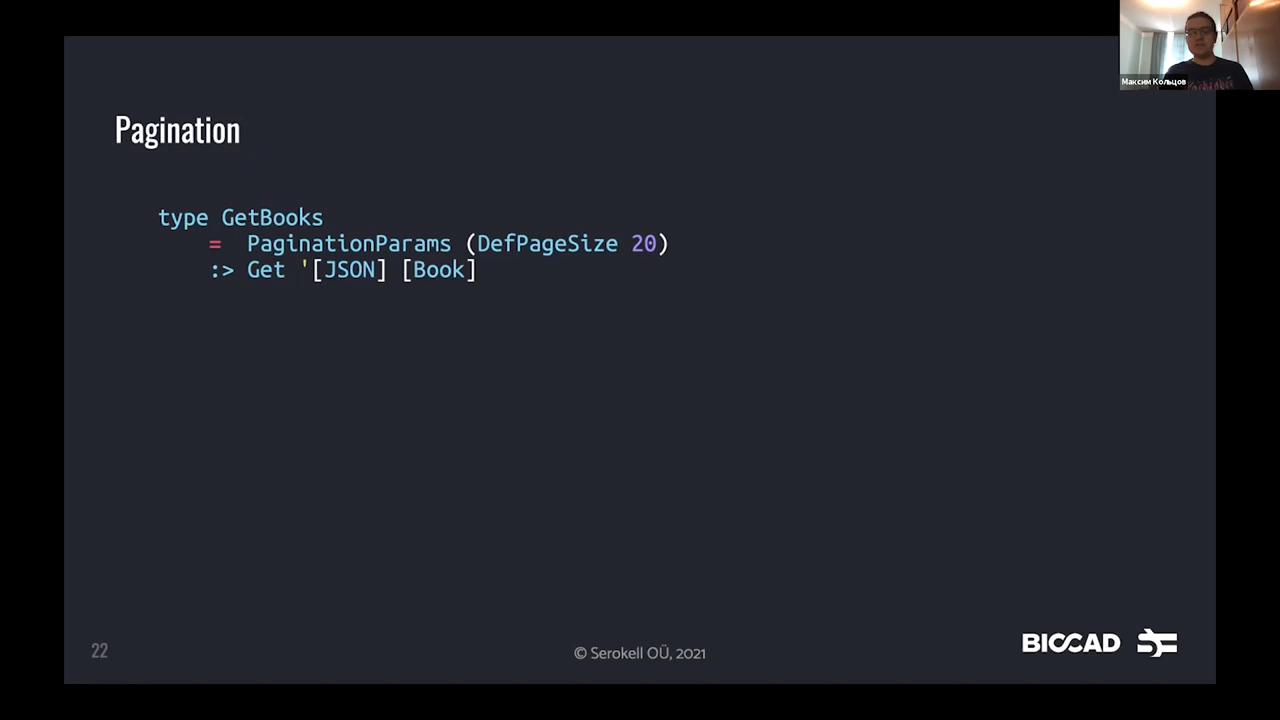 Максим Кольцов
Pagination
type GetBooks
= PaginationParams (DefPageSize 20)
:> Get '[JSON] [Book]
22
© Serokell OÜ, 2021
BIOCAD